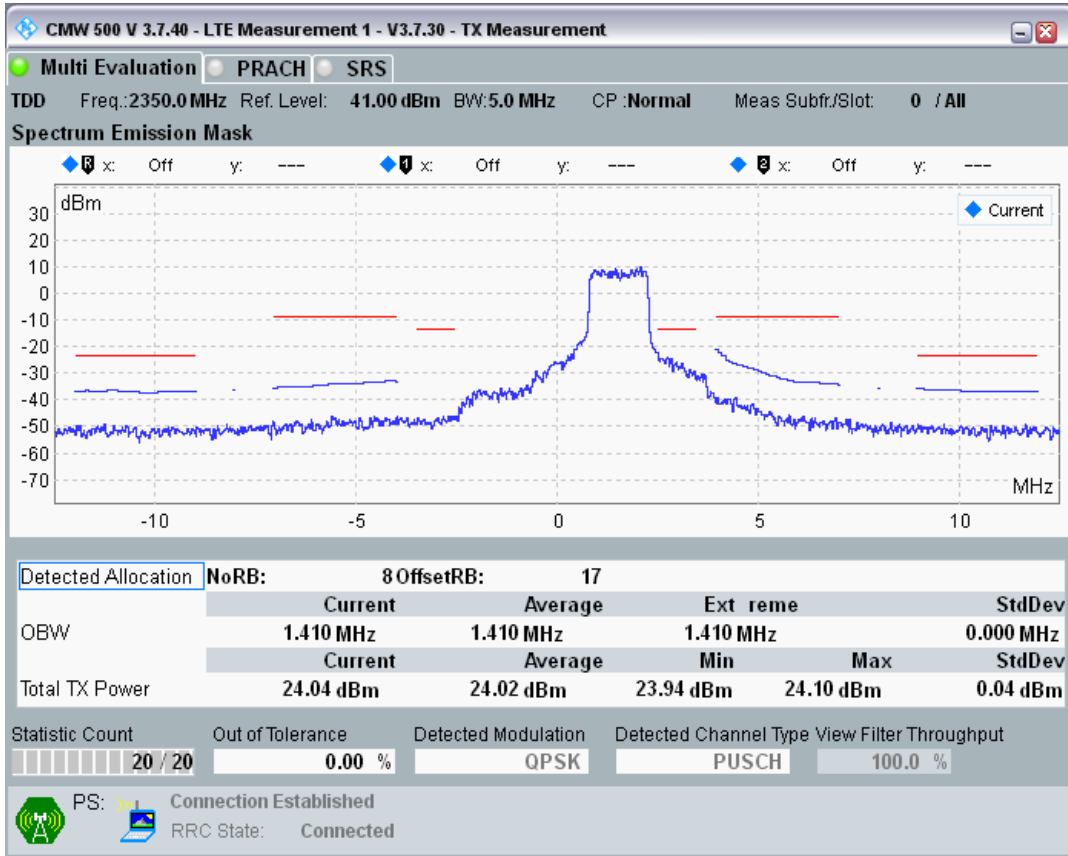 CMW 500 V 3.7.40 - LTE Measurement 1 - V3.7.30 - TX Measurement
Multi Evaluation PRACH SRS
TDD Freq.:2350.0 MHz Ref. Level: 41.00 dBm BW:5.0 MHz CP :Normal Meas Subfr./Slot: 0 / All
Spectrum Emission Mask
R x: Off y: --- 1 x: Off y: --- 2 x: Off y: ---
dBm
Current
30
20
10
0
-10
-20
-30
-40
-50
-60
-70
MHz
-10 -5 0 5 10
Detected Allocation NoRB: 8 OffsetRB: 17
Current Average Ext reme StdDev
OBW 1.410 MHz 1.410 MHz 1.410 MHz 0.000 MHz
Current Average Min Max StdDev
Total TX Power 24.04 dBm 24.02 dBm 23.94 dBm 24.10 dBm 0.04 dBm
Statistic Count Out of Tolerance Detected Modulation Detected Channel Type View Filter Throughput
20 / 20 0.00 % QPSK PUSCH 100.0 %
PS: Connection Established
RRC State: Connected